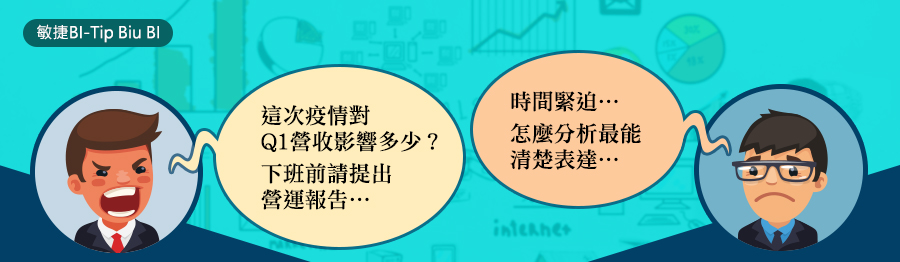 敏捷BI-Tip Biu BI
這次疫情對
Q1營收影響多少？
下班前請提出
營運報告…
時間緊迫…
怎麼分析最能
清楚表達…
internet